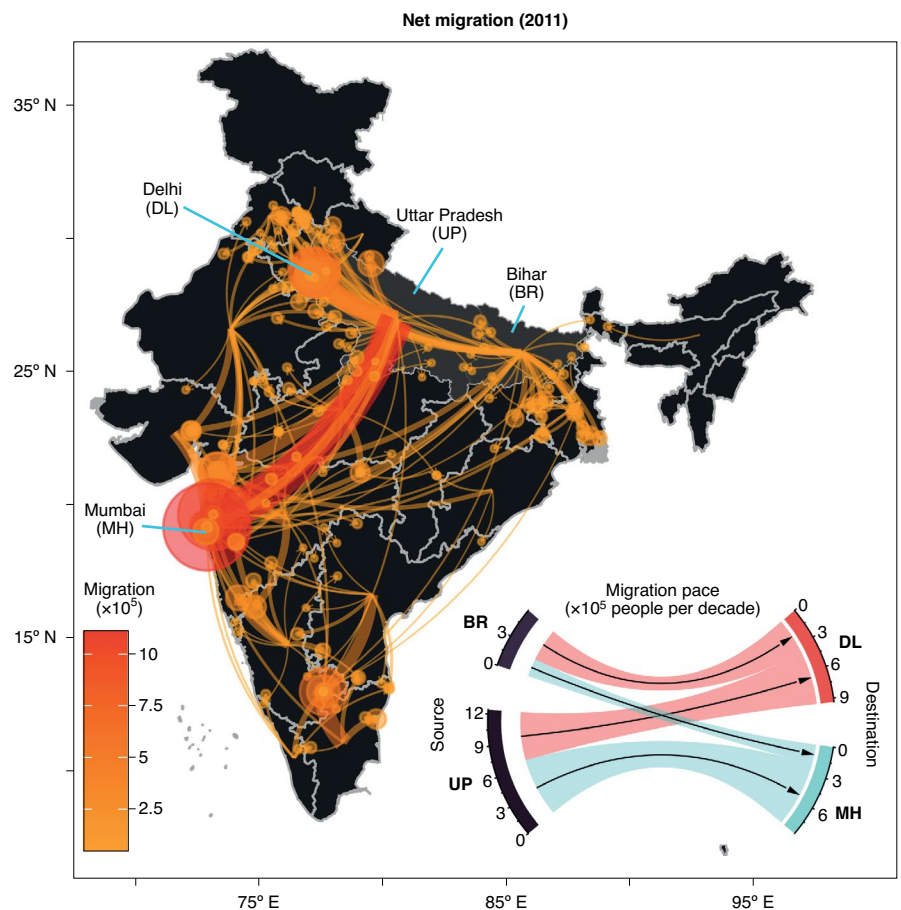 Net migration (2011)
35° N
25° N
15° N
Delhi
(DL)
Uttar Pradesh
(UP)
Bihar
(BR)
Mumbai
(MH)
Migration
(×10⁵)
10
7.5
5
2.5
Migration pace
(×10⁵ people per decade)
BR
3
0
Source
12
9
6
3
0
UP
0
3
6
9
DL
Destination
0
3
6
MH
75° E
85° E
95° E